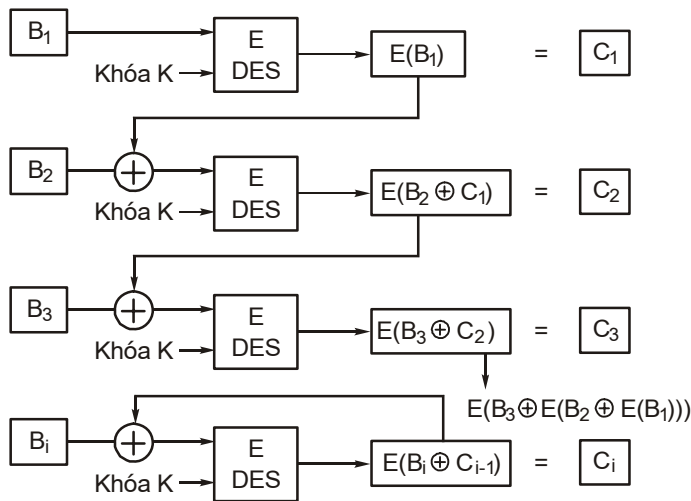 B₁ E DES E(B₁) = C₁
Khóa K
B₂ + E DES E(B₂ ⊕ C₁) = C₂
Khóa K
B₃ + E DES E(B₃ ⊕ C₂) = C₃
Khóa K
E(B₃⊕E(B₂ ⊕ E(B₁)))
Bᵢ + E DES E(Bᵢ ⊕ Cᵢ₋₁) = Cᵢ
Khóa K